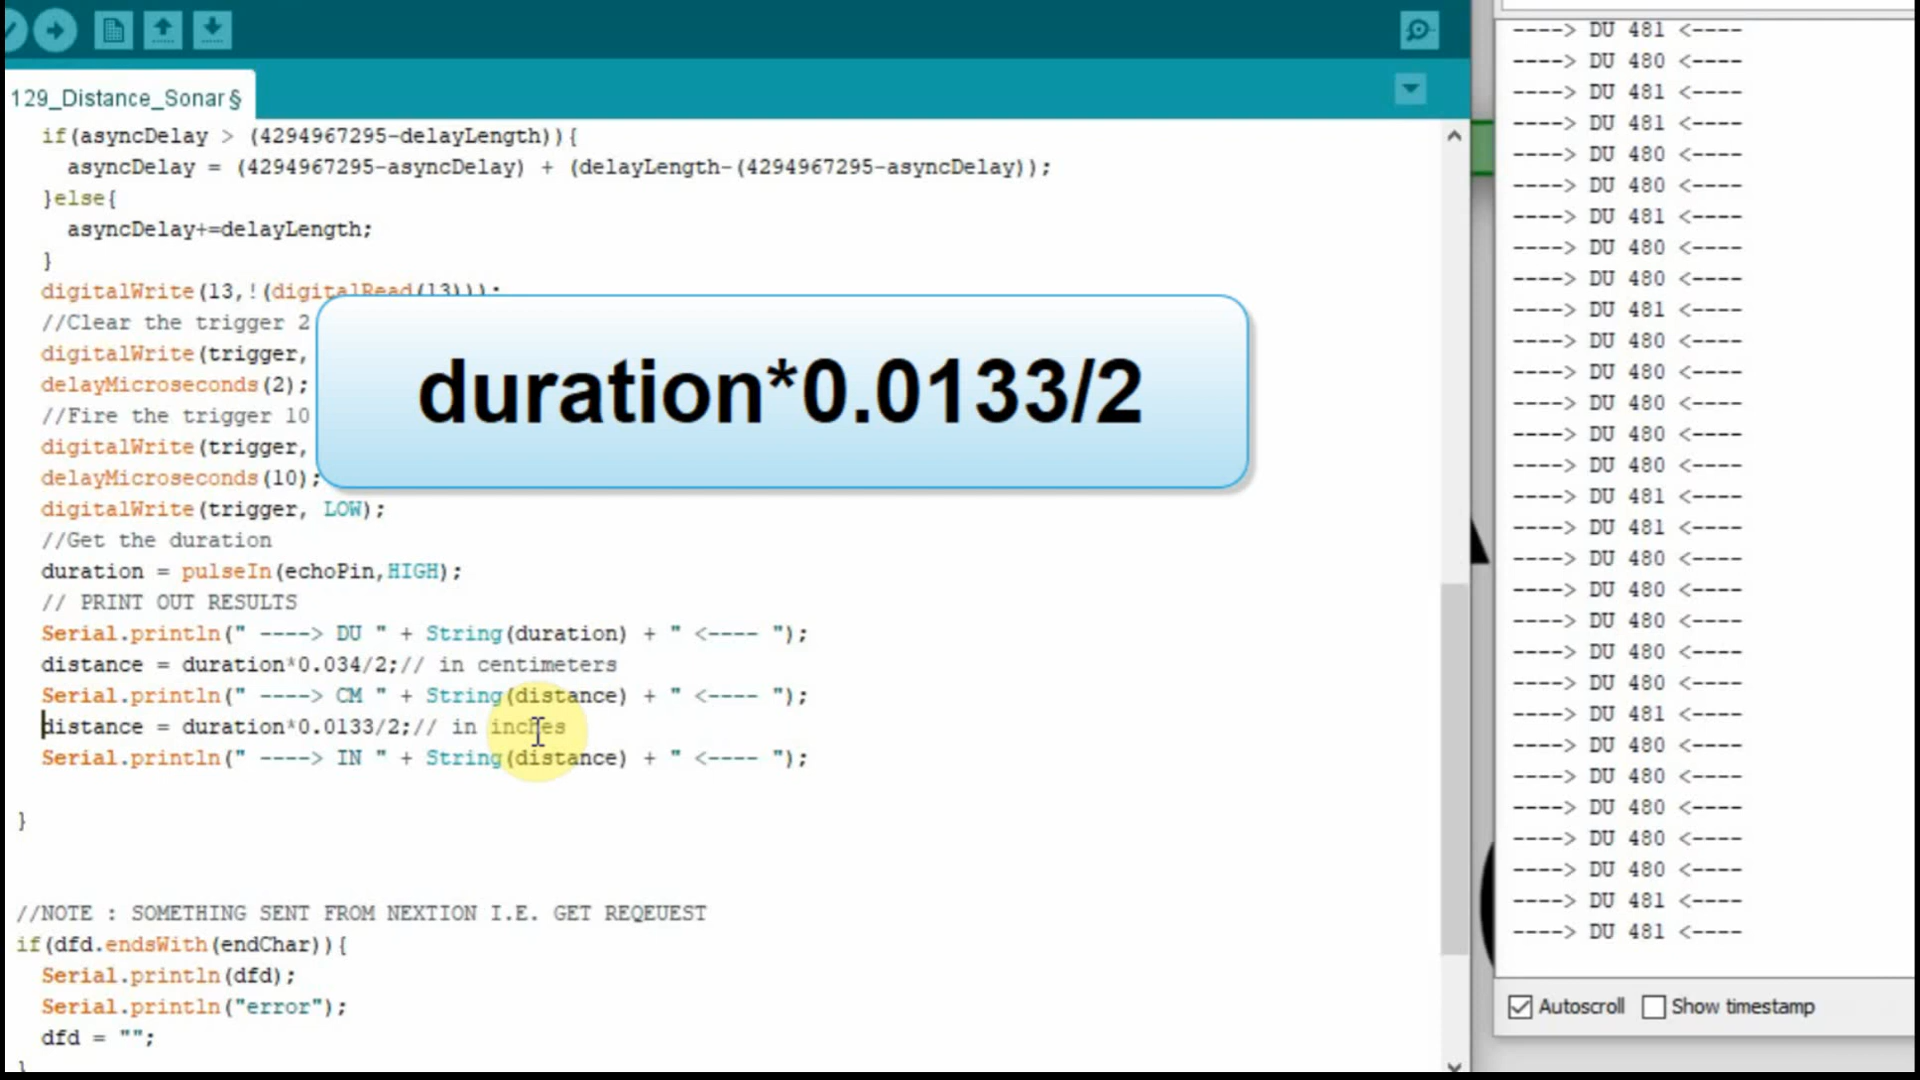 129_Distance_Sonar§
if(asyncDelay > (4294967295-delayLength)){
asyncDelay = (4294967295-asyncDelay) + (delayLength-(4294967295-asyncDelay));
}else{
asyncDelay+=delayLength;
}
digitalWrite(13,!(digitalRead(13)));
//Clear the trigger 2
digitalWrite(trigger,
delayMicroseconds(2);
//Fire the trigger 10
digitalWrite(trigger,
delayMicroseconds(10);
digitalWrite(trigger, LOW);
//Get the duration
duration = pulseIn(echoPin,HIGH);
// PRINT OUT RESULTS
Serial.println(" ----> DU " + String(duration) + " <---- ");
distance = duration*0.034/2;// in centimeters
Serial.println(" ----> CM " + String(distance) + " <---- ");
distance = duration*0.0133/2;// in inches
Serial.println(" ----> IN " + String(distance) + " <---- ");
}
//NOTE : SOMETHING SENT FROM NEXTION I.E. GET REQEUEST
if(dfd.endsWith(endChar)){
Serial.println(dfd);
Serial.println("error");
dfd = "";
}
duration*0.0133/2
----> DU 481 <----
----> DU 480 <----
----> DU 481 <----
----> DU 481 <----
----> DU 480 <----
----> DU 480 <----
----> DU 481 <----
----> DU 480 <----
----> DU 480 <----
----> DU 481 <----
----> DU 480 <----
----> DU 480 <----
----> DU 480 <----
----> DU 480 <----
----> DU 480 <----
----> DU 481 <----
----> DU 481 <----
----> DU 480 <----
----> DU 480 <----
----> DU 480 <----
----> DU 480 <----
----> DU 480 <----
----> DU 481 <----
----> DU 480 <----
----> DU 480 <----
----> DU 480 <----
----> DU 480 <----
----> DU 480 <----
----> DU 481 <----
----> DU 481 <----
Autoscroll
Show timestamp